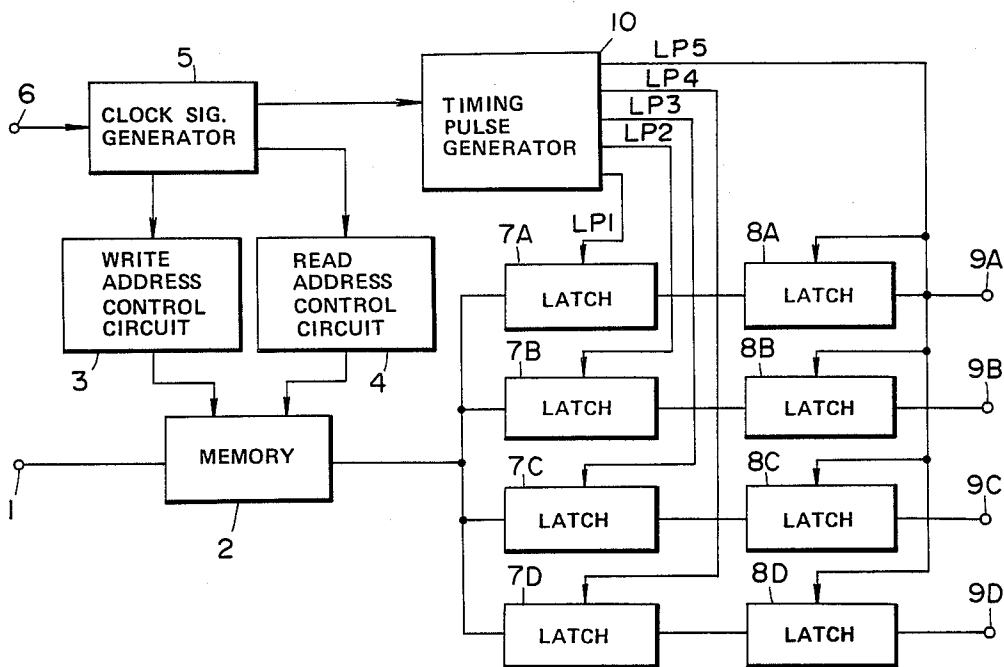 10
LP5
5
LP4
6
CLOCK SIG.
GENERATOR
TIMING
PULSE
GENERATOR
LP3
LP2
LP1
7A
8A
9A
WRITE
ADDRESS
CONTROL
CIRCUIT
READ
ADDRESS
CONTROL
CIRCUIT
LATCH
LATCH
3
4
7B
8B
9B
LATCH
LATCH
MEMORY
7C
8C
9C
1
2
LATCH
LATCH
7D
8D
9D
LATCH
LATCH